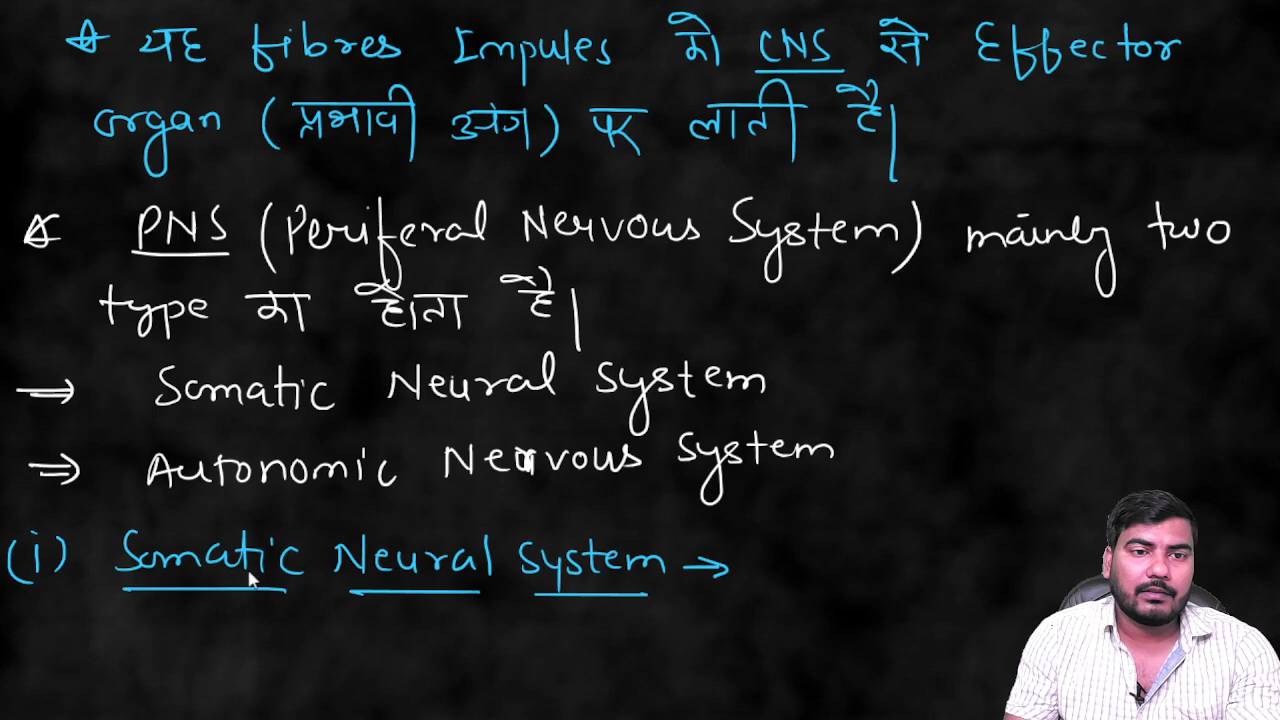 ☆ यह fibres Impules को CNS से Effector
organ (प्रभावी अंग) पर लाती है।
☆ PNS (Periferal Nervous System) mainly two
type का होता है।
⇒ Somatic Neural system
⇒ Autonomic Nervous system
(i) Somatic Neural system →